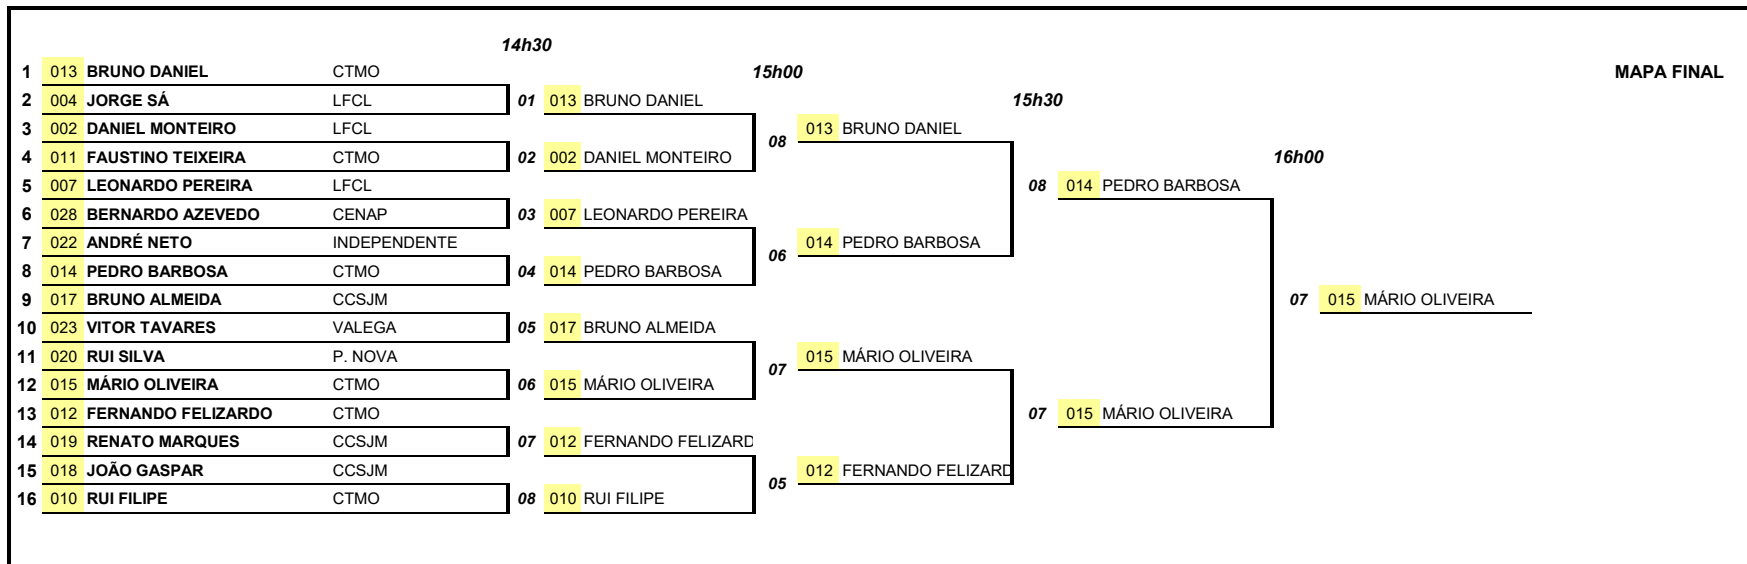 14h30
1 013 BRUNO DANIEL CTMO 15h00 MAPA FINAL
2 004 JORGE SÁ LFCL 01 013 BRUNO DANIEL 15h30
3 002 DANIEL MONTEIRO LFCL 013 BRUNO DANIEL
08
4 011 FAUSTINO TEIXEIRA CTMO 02 002 DANIEL MONTEIRO 16h00
5 007 LEONARDO PEREIRA LFCL 08 014 PEDRO BARBOSA
6 028 BERNARDO AZEVEDO CENAP 03 007 LEONARDO PEREIRA
7 022 ANDRÉ NETO INDEPENDENTE 014 PEDRO BARBOSA
06
8 014 PEDRO BARBOSA CTMO 04 014 PEDRO BARBOSA
9 017 BRUNO ALMEIDA CCSJM 07 015 MÁRIO OLIVEIRA
10 023 VITOR TAVARES VALEGA 05 017 BRUNO ALMEIDA
11 020 RUI SILVA P. NOVA 015 MÁRIO OLIVEIRA
07
12 015 MÁRIO OLIVEIRA CTMO 06 015 MÁRIO OLIVEIRA
13 012 FERNANDO FELIZARDO CTMO 07 015 MÁRIO OLIVEIRA
14 019 RENATO MARQUES CCSJM 07 012 FERNANDO FELIZARD
15 018 JOÃO GASPAR CCSJM 012 FERNANDO FELIZARD
05
16 010 RUI FILIPE CTMO 08 010 RUI FILIPE